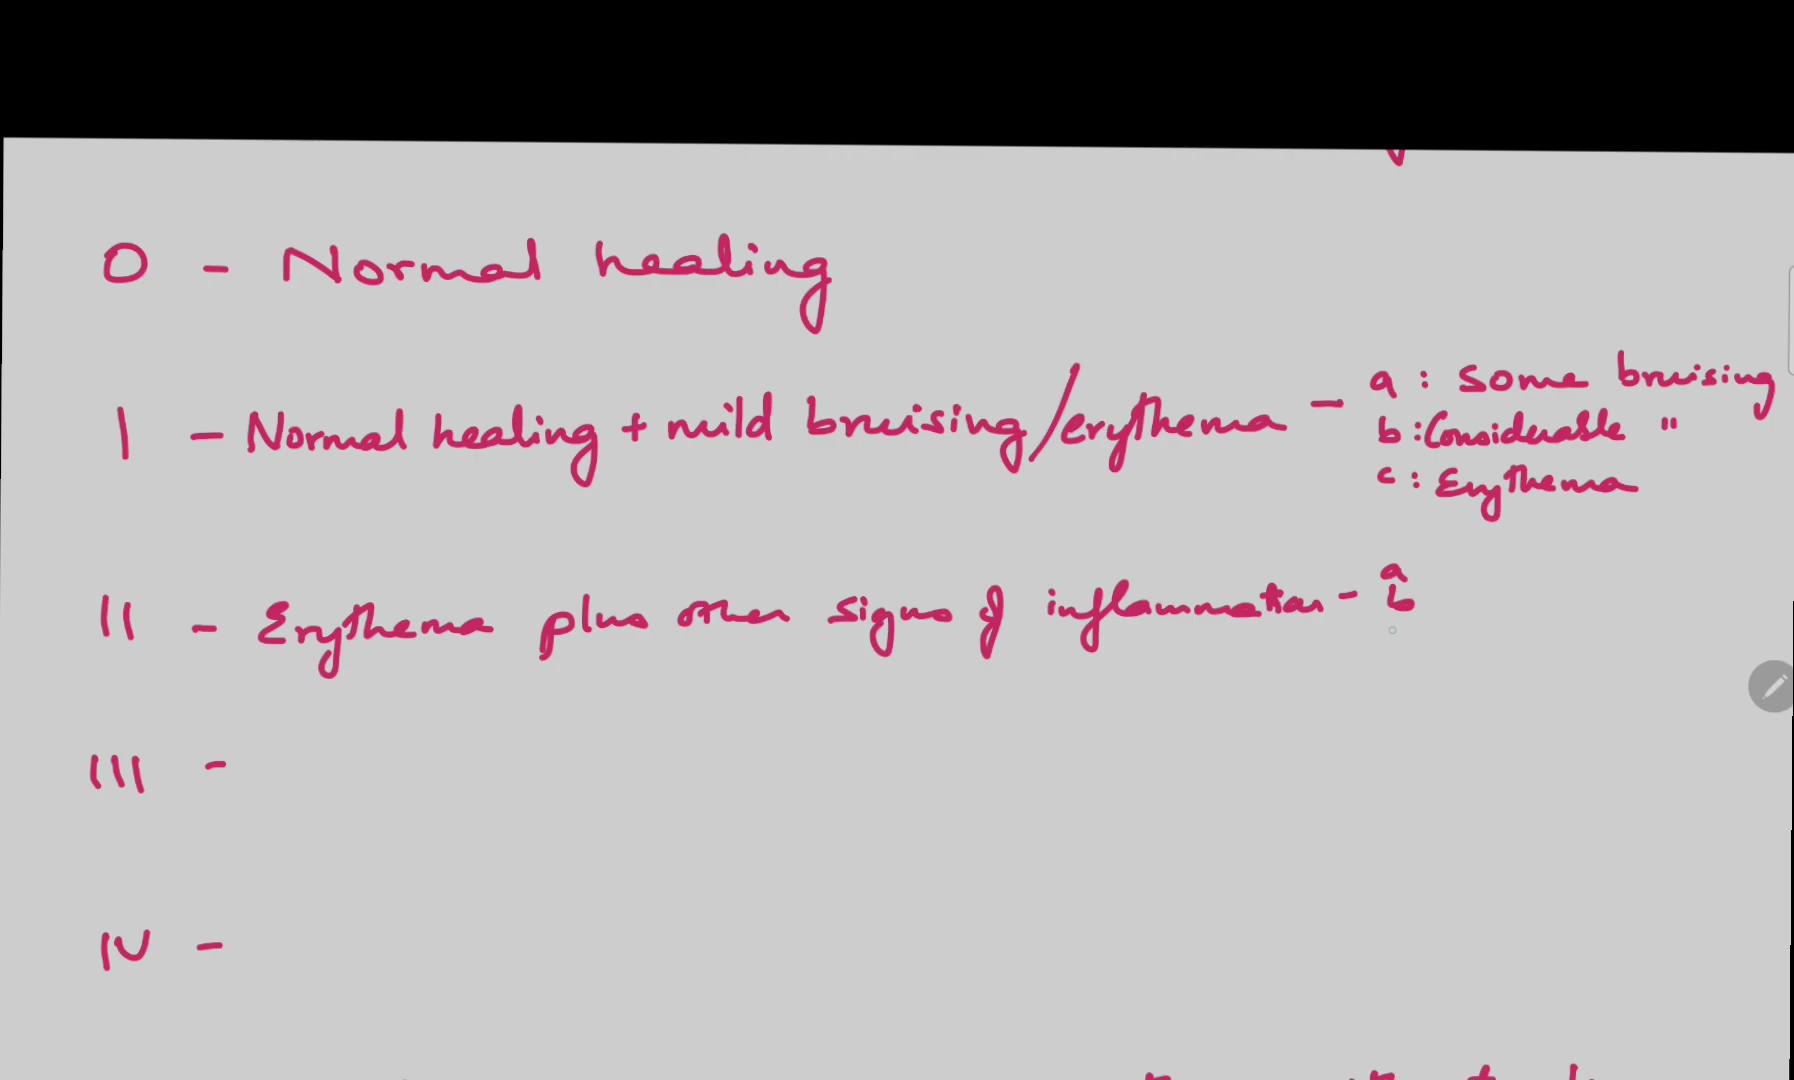 0 - Normal healing
I - Normal healing + mild bruising/erythema - a : Some bruising
b : Considerable "
c : Erythema
II - Erythema plus other signs of inflammation - a
b
III -
IV -